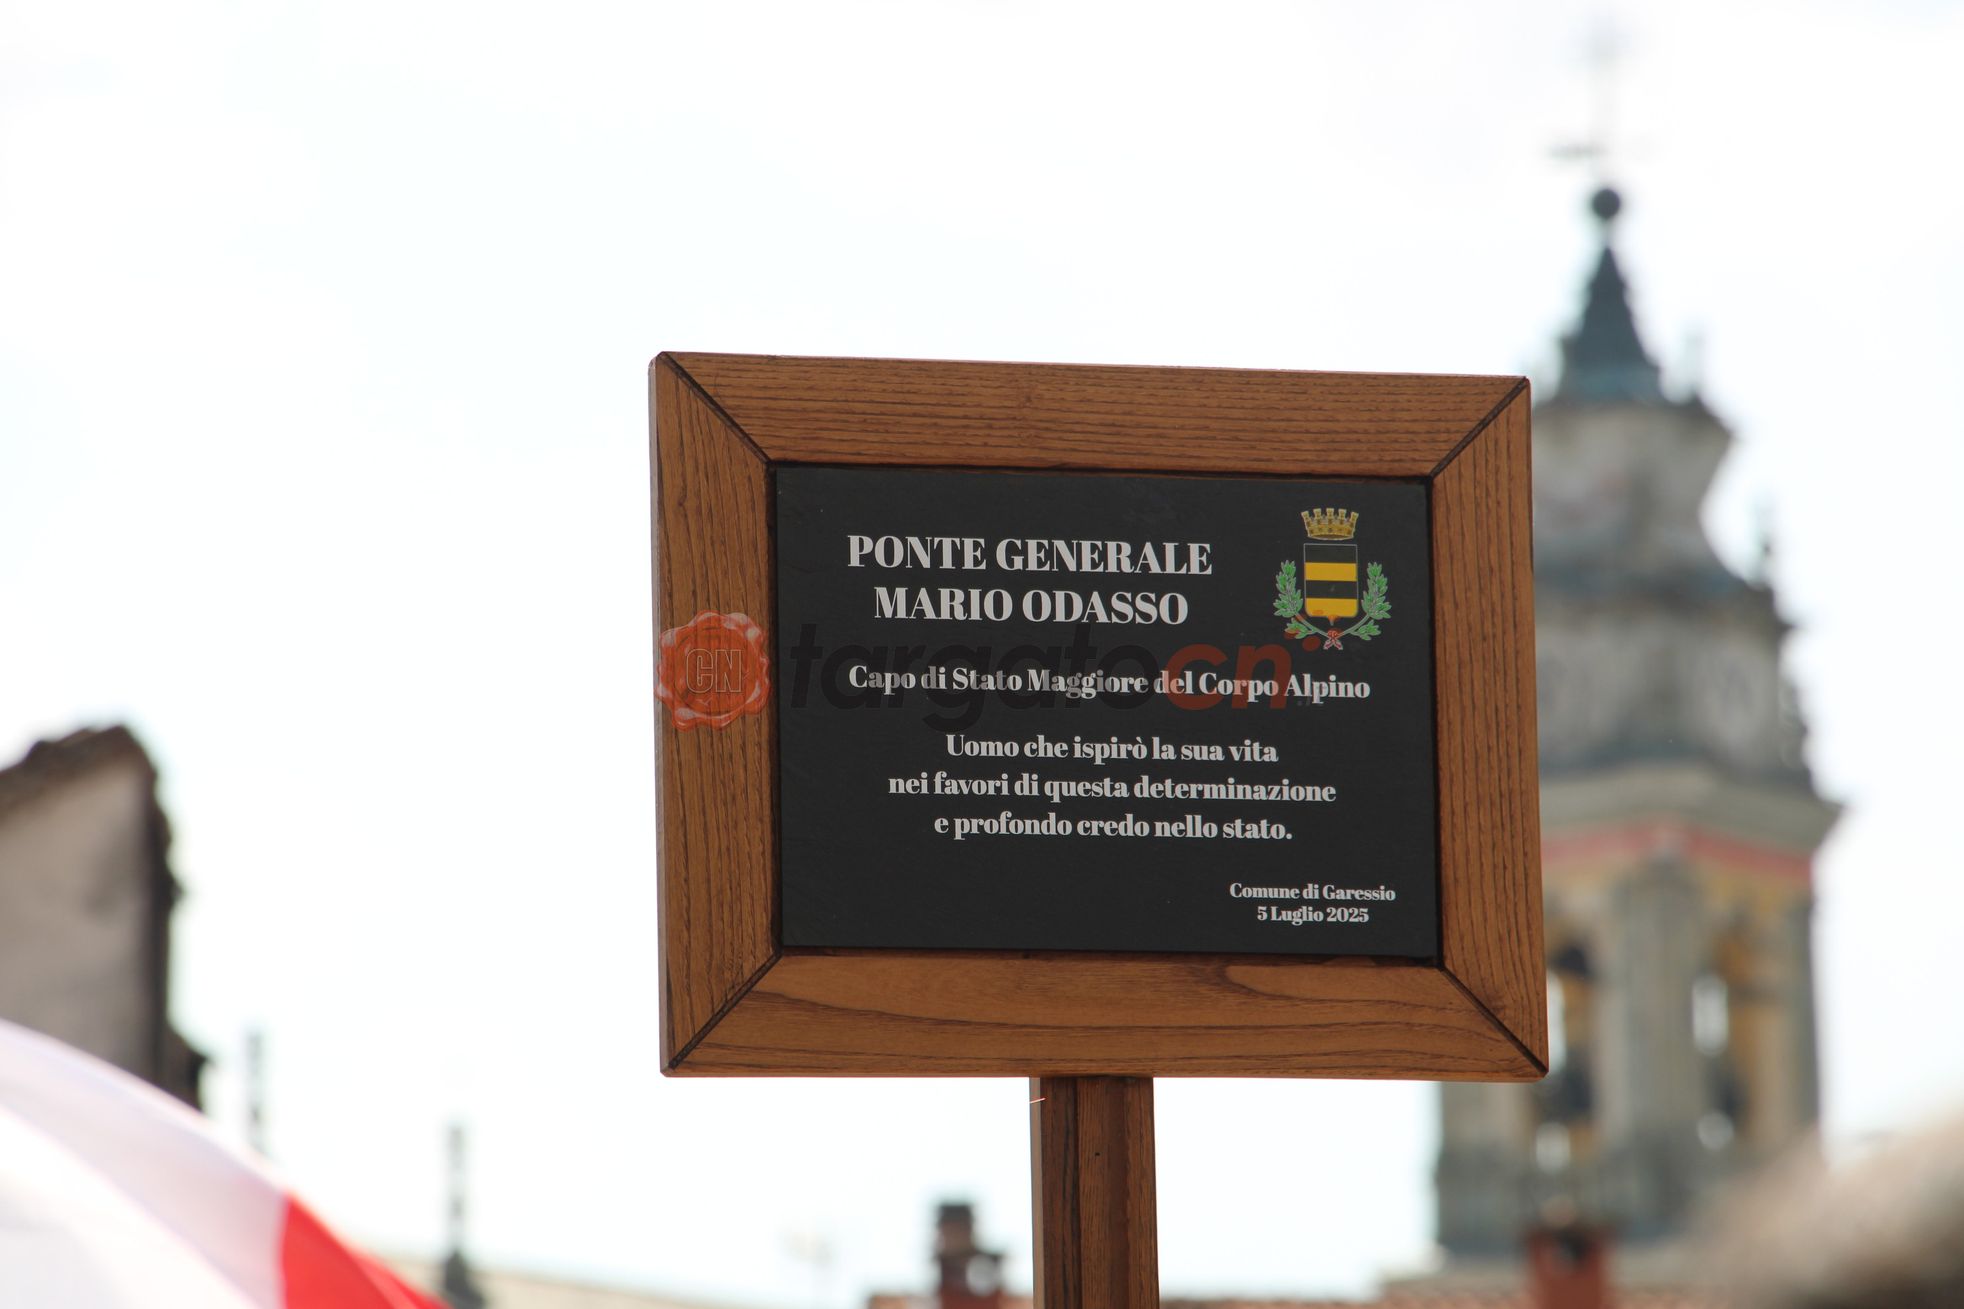 PONTE GENERALE
MARIO ODASSO
Capo di Stato Maggiore del Corpo Alpino
Uomo che ispirò la sua vita
nei favori di questa determinazione
e profondo credo nello stato.
Comune di Garessio
5 Luglio 2025
CN targatocn.it